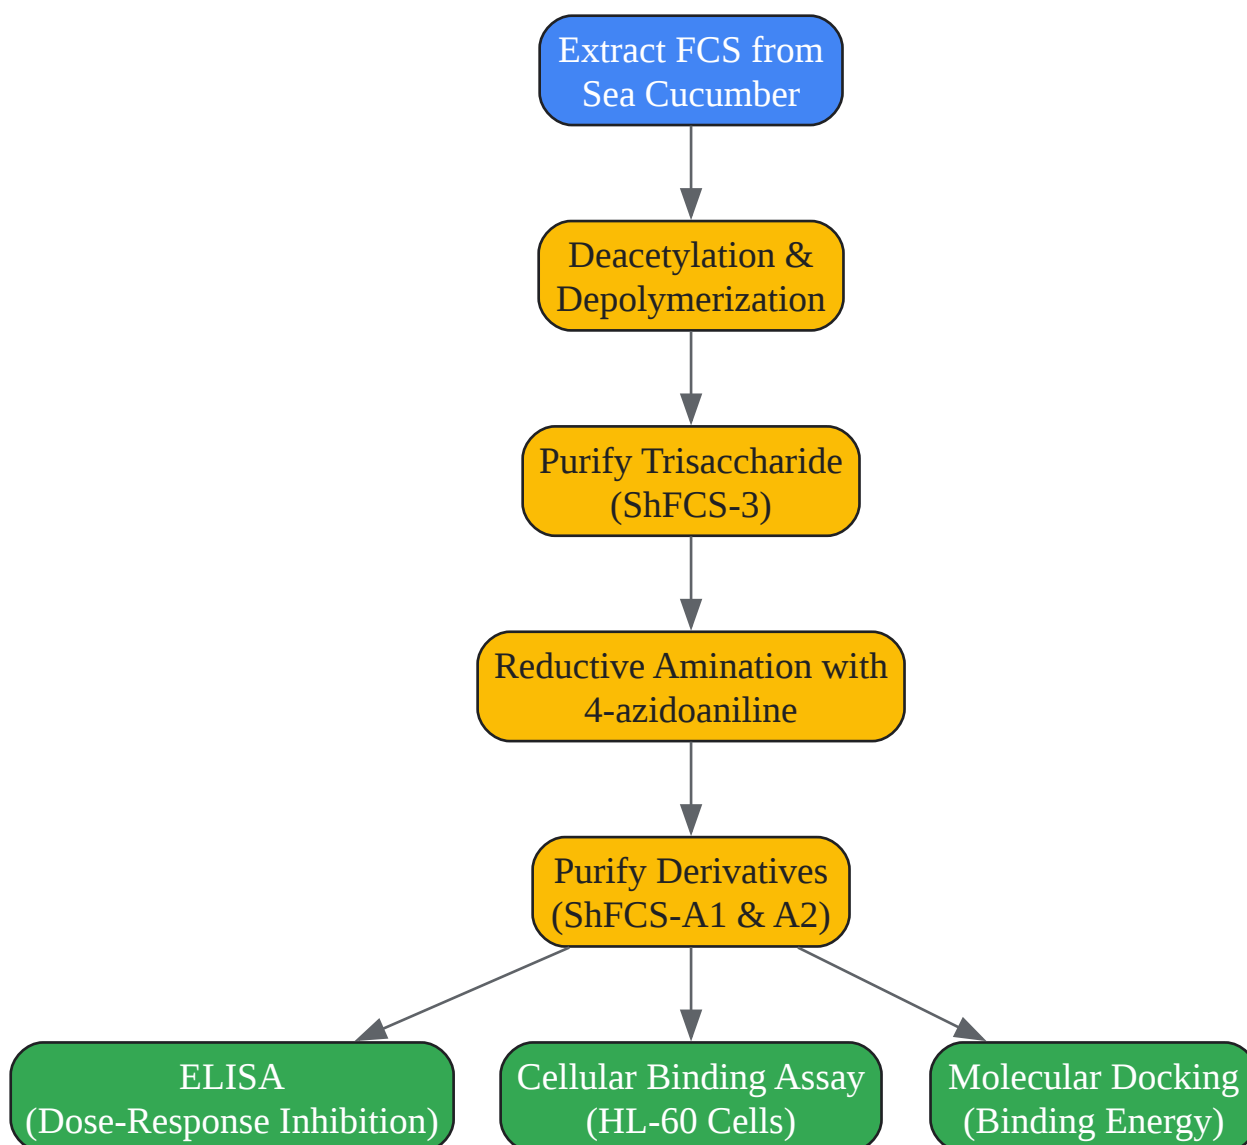 Extract FCS from
Sea Cucumber
Deacetylation &
Depolymerization
Purify Trisaccharide
(ShFCS-3)
Reductive Amination with
4-azidoaniline
Purify Derivatives
(ShFCS-A1 & A2)
ELISA
(Dose-Response Inhibition)
Cellular Binding Assay
(HL-60 Cells)
Molecular Docking
(Binding Energy)